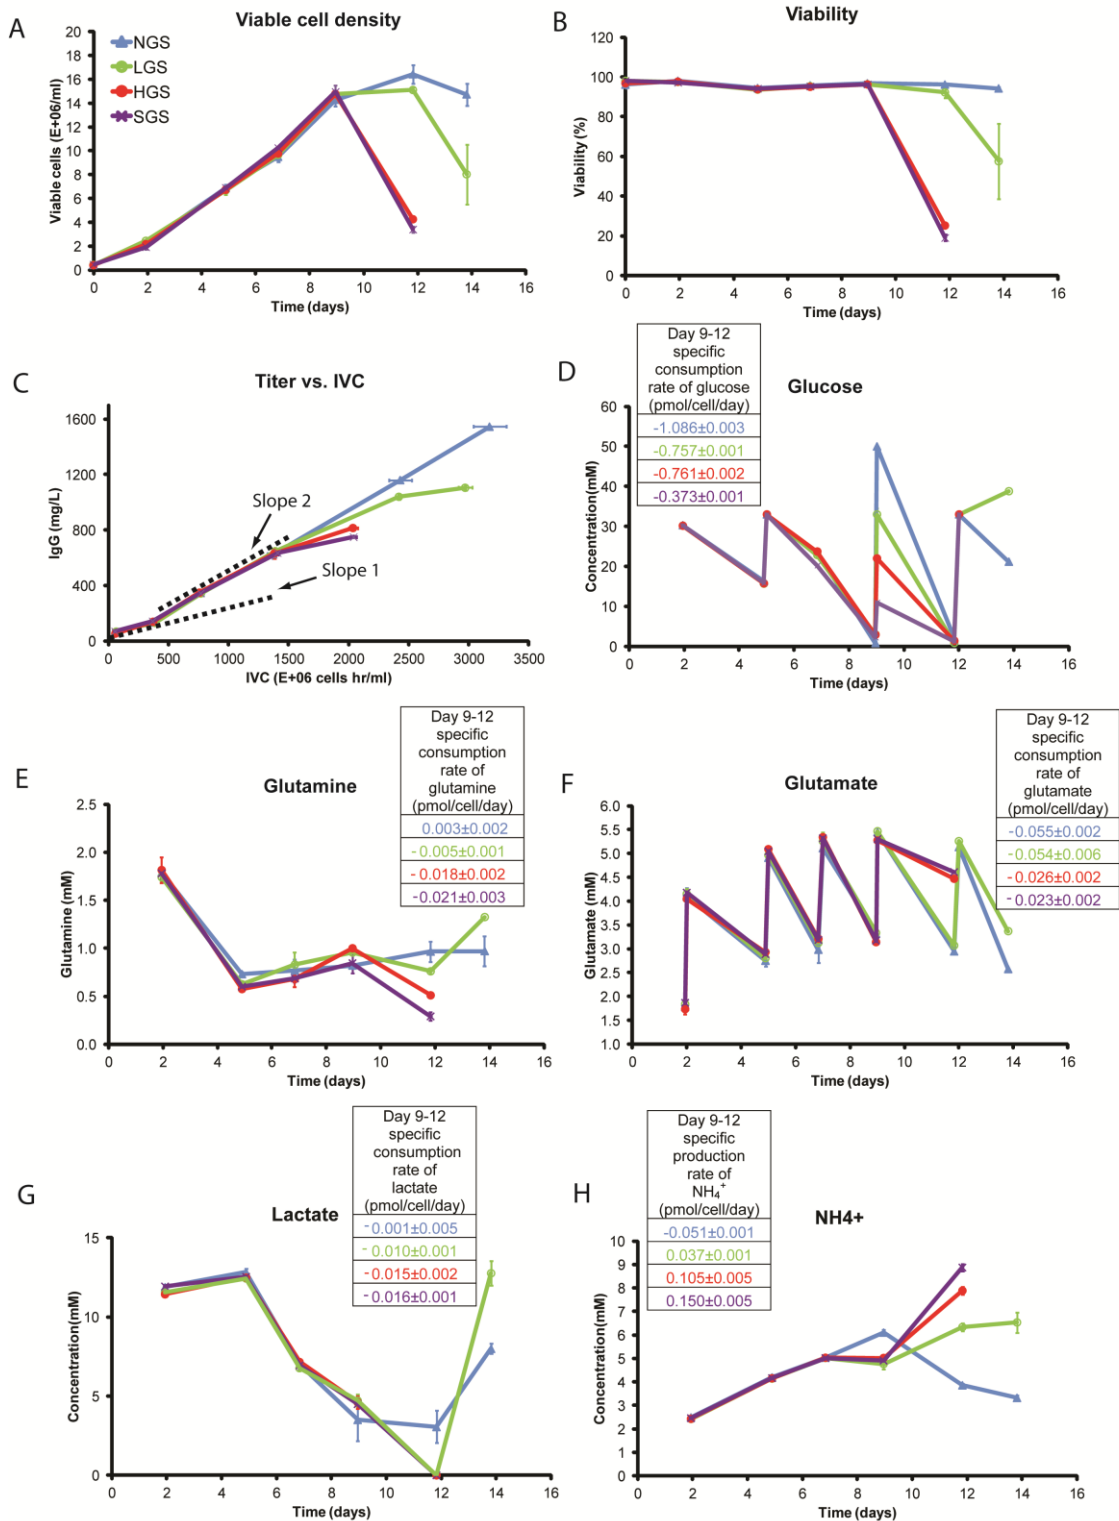 A
Viable cell density
NGS
LGS
HGS
SGS
Viable cells (E+06/ml)
20
18
16
14
12
10
8
6
4
2
0
0 2 4 6 8 10 12 14 16
Time (days)
B
Viability
Viability (%)
120
100
80
60
40
20
0
0 2 4 6 8 10 12 14 16
Time (days)
C
Titer vs. IVC
IgG (mg/L)
1600
1200
800
400
0
Slope 2
Slope 1
0 500 1000 1500 2000 2500 3000 3500
IVC (E+06 cells hr/ml)
D
Day 9-12
specific
consumption
rate of glucose
(pmol/cell/day)
-1.086±0.003
-0.757±0.001
-0.761±0.002
-0.373±0.001
Glucose
Concentration(mM)
60
50
40
30
20
10
0
0 2 4 6 8 10 12 14 16
Time (days)
E
Glutamine
Day 9-12
specific
consumption
rate of
glutamine
(pmol/cell/day)
0.003±0.002
-0.005±0.001
-0.018±0.002
-0.021±0.003
Glutamine (mM)
2.5
2.0
1.5
1.0
0.5
0.0
0 2 4 6 8 10 12 14 16
Time (days)
F
Glutamate
Day 9-12
specific
consumption
rate of
glutamate
(pmol/cell/day)
-0.055±0.002
-0.054±0.006
-0.026±0.002
-0.023±0.002
Glutamate (mM)
6.0
5.5
5.0
4.5
4.0
3.5
3.0
2.5
2.0
1.5
1.0
0 2 4 6 8 10 12 14 16
Time (days)
G
Lactate
Day 9-12
specific
consumption
rate of
lactate
(pmol/cell/day)
-0.001±0.005
-0.010±0.001
-0.015±0.002
-0.016±0.001
Concentration(mM)
15
10
5
0
0 2 4 6 8 10 12 14 16
Time (days)
H
Day 9-12
specific
production
rate of
NH₄⁺
(pmol/cell/day)
-0.051±0.001
0.037±0.001
0.105±0.005
0.150±0.005
NH4+
Concentration (mM)
10
9
8
7
6
5
4
3
2
1
0
0 2 4 6 8 10 12 14 16
Time (days)